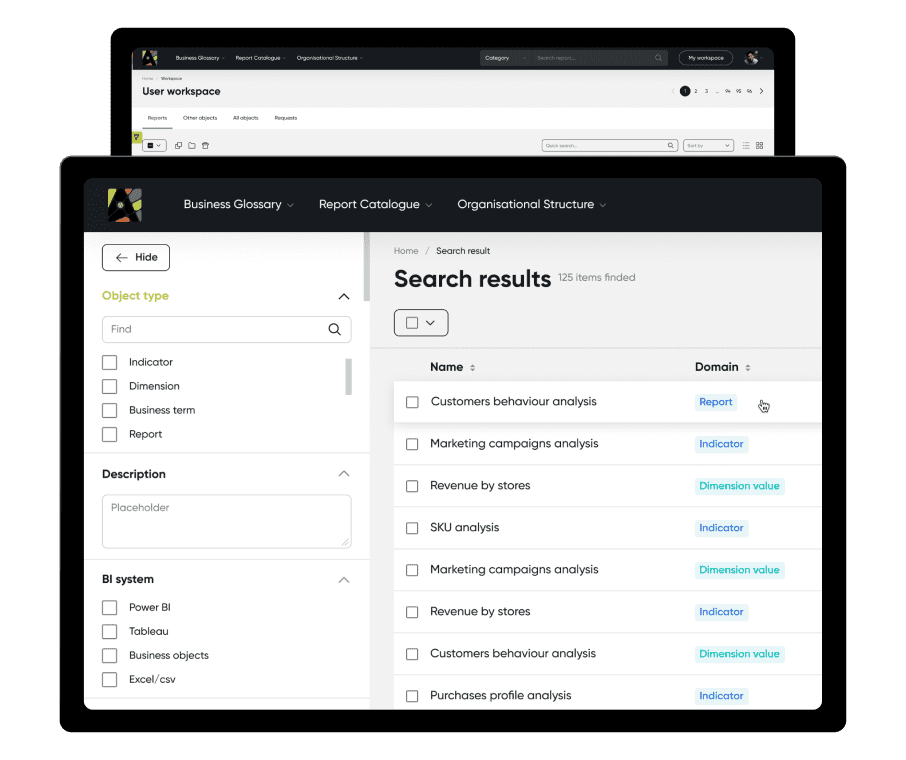 Business Glossary Report Catalogue Organisational Structure Category Search report... My workspace
Home / Workspace
User workspace
1 2 3 ... 94 95 96
Reports Other objects All objects Requests
Quick search... Sort by
Business Glossary Report Catalogue Organisational Structure
Hide
Object type
Find
Indicator
Dimension
Business term
Report
Description
Placeholder
BI system
Power BI
Tableau
Business objects
Excel/csv
Home / Search result
Search results 125 items finded
Name Domain
Customers behaviour analysis Report
Marketing campaigns analysis Indicator
Revenue by stores Dimension value
SKU analysis Indicator
Marketing campaigns analysis Dimension value
Revenue by stores Indicator
Customers behaviour analysis Dimension value
Purchases profile analysis Indicator